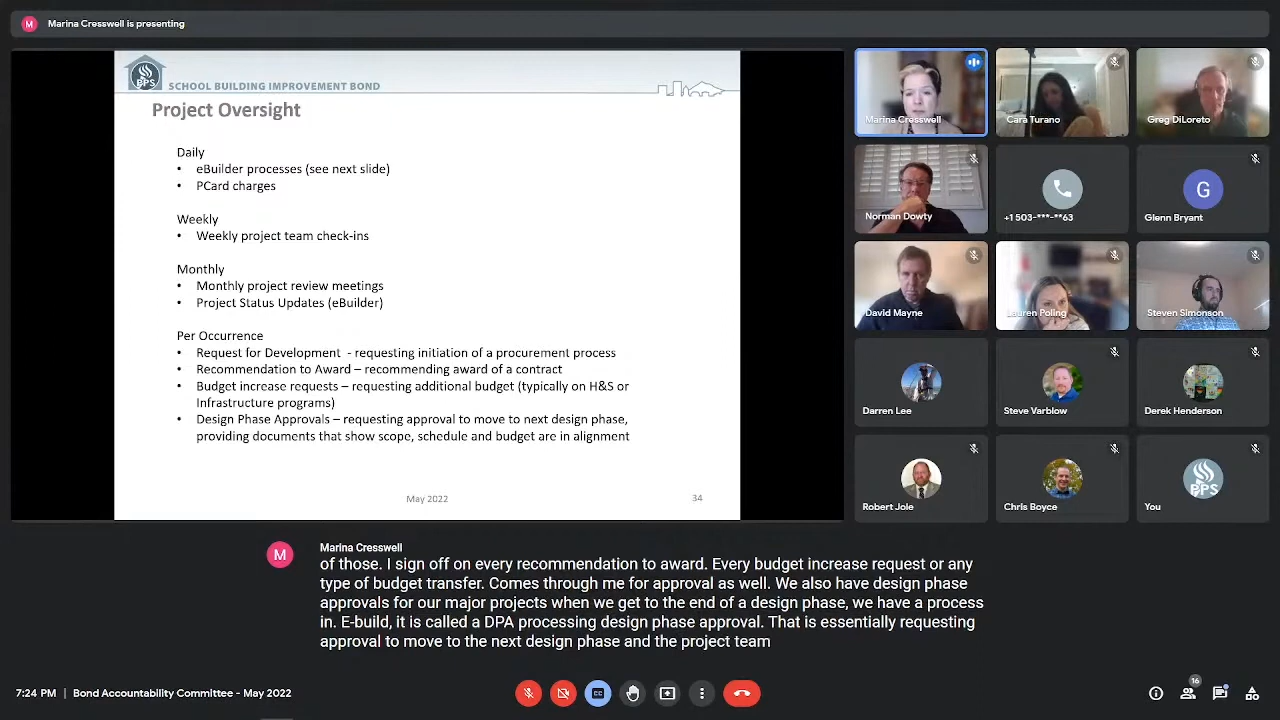 M Marina Cresswell is presenting
BPS
SCHOOL BUILDING IMPROVEMENT BOND
Project Oversight
Daily
• eBuilder processes (see next slide)
• PCard charges
Weekly
• Weekly project team check-ins
Monthly
• Monthly project review meetings
• Project Status Updates (eBuilder)
Per Occurrence
• Request for Development - requesting initiation of a procurement process
• Recommendation to Award – recommending award of a contract
• Budget increase requests – requesting additional budget (typically on H&S or
Infrastructure programs)
• Design Phase Approvals – requesting approval to move to next design phase,
providing documents that show scope, schedule and budget are in alignment
May 2022
34
Marina Cresswell
Cara Turano
Greg DiLoreto
Norman Dowty
+1 503-***-**63
G
Glenn Bryant
David Mayne
Lauren Poling
Steven Simonson
Darren Lee
Steve Varblow
Derek Henderson
Robert Jole
Chris Boyce
PPS
You
M
Marina Cresswell
of those. I sign off on every recommendation to award. Every budget increase request or any
type of budget transfer. Comes through me for approval as well. We also have design phase
approvals for our major projects when we get to the end of a design phase, we have a process
in. E-build, it is called a DPA processing design phase approval. That is essentially requesting
approval to move to the next design phase and the project team
7:24 PM | Bond Accountability Committee - May 2022
CC
16